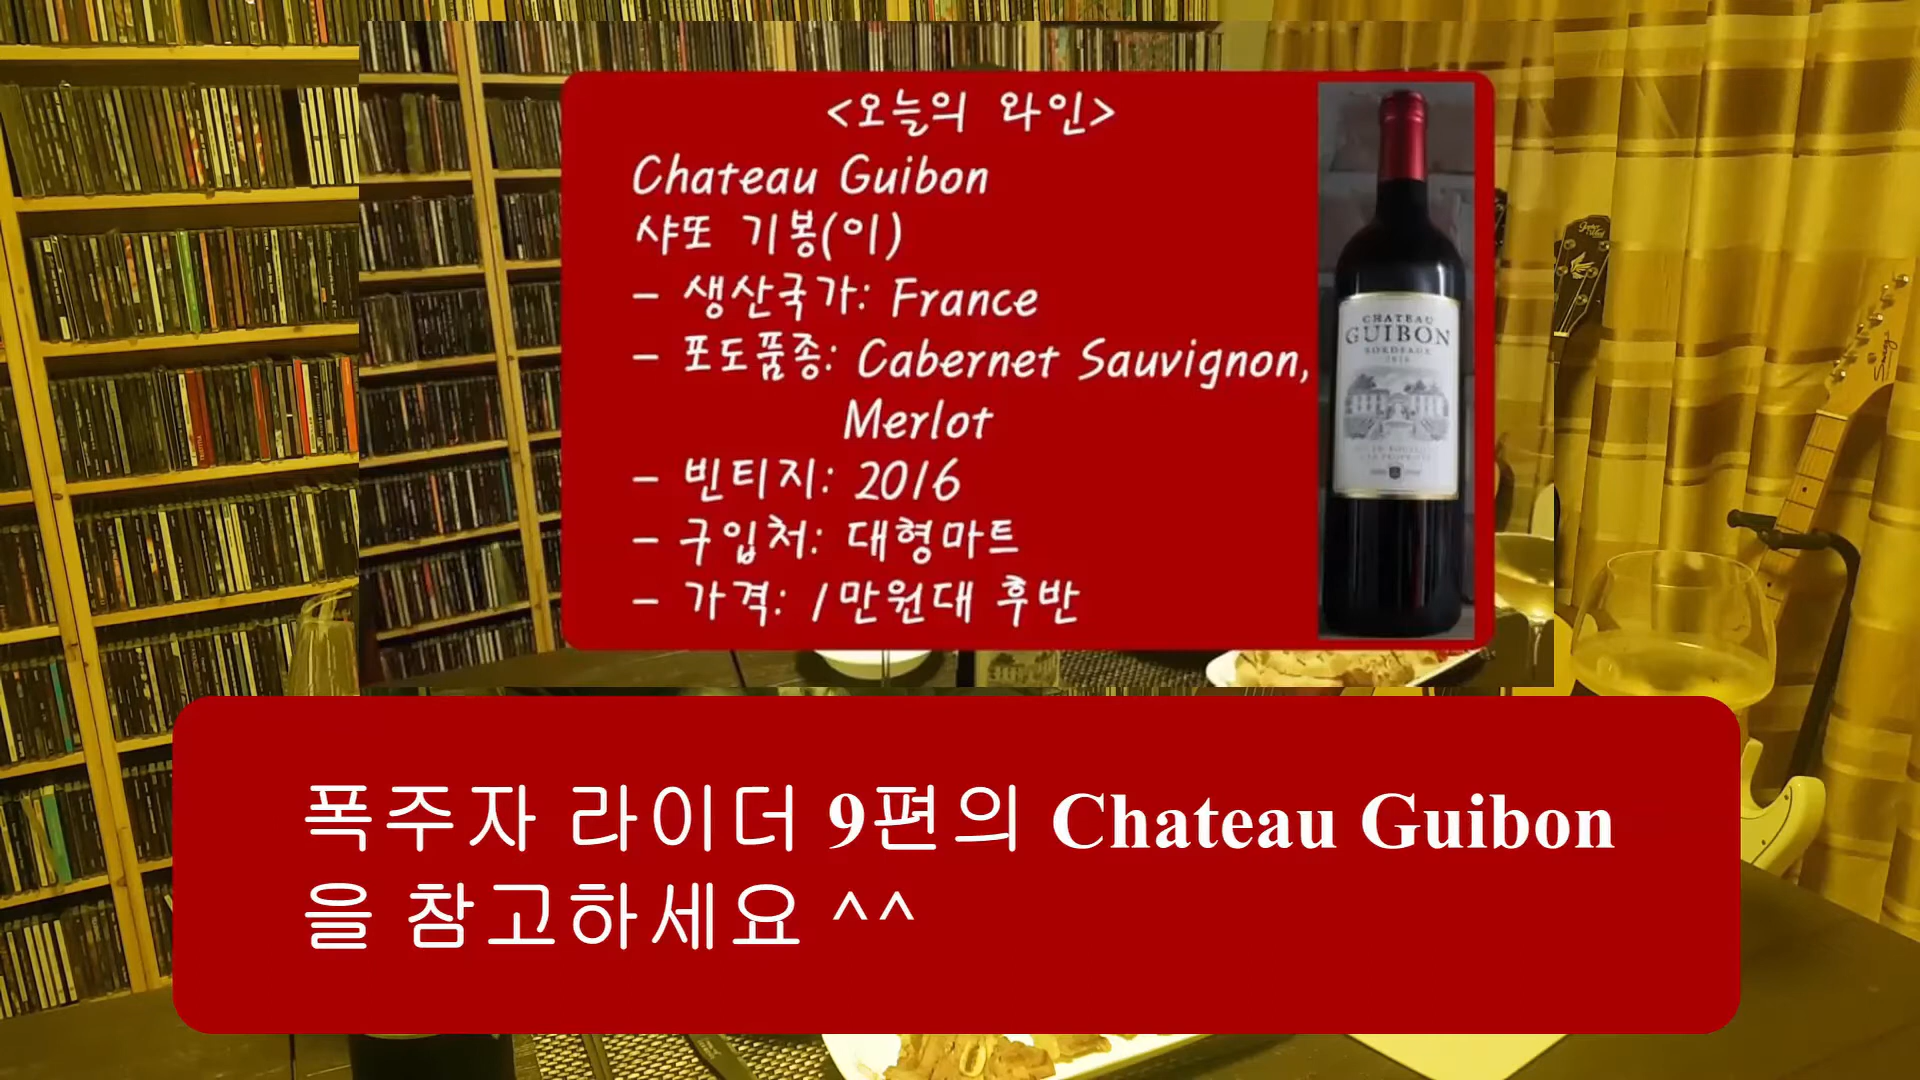 <오늘의 와인>
Chateau Guibon
샤또 기봉(이)
- 생산국가: France
- 포도품종: Cabernet Sauvignon,
Merlot
- 빈티지: 2016
- 구입처: 대형마트
- 가격: 1만원대 후반
CHATEAU
GUIBON
BORDEAUX
2016
폭주자 라이더 9편의 Chateau Guibon
을 참고하세요 ^^